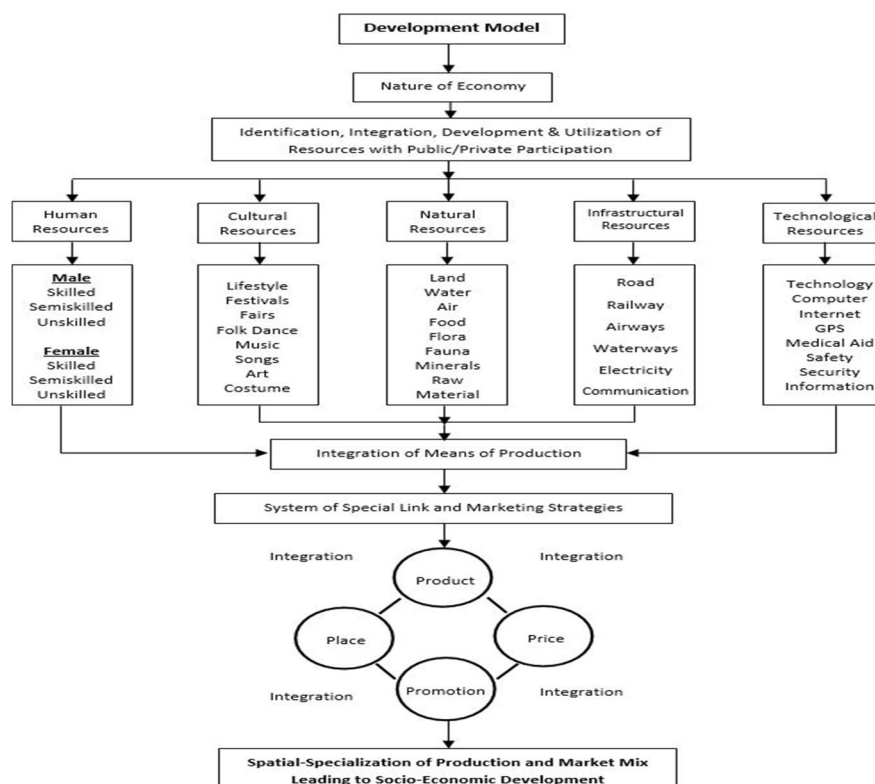 Development Model
Nature of Economy
Identification, Integration, Development & Utilization of
Resources with Public/Private Participation
Human
Resources
Cultural
Resources
Natural
Resources
Infrastructural
Resources
Technological
Resources
Male
Skilled
Semiskilled
Unskilled
Female
Skilled
Semiskilled
Unskilled
Lifestyle
Festivals
Fairs
Folk Dance
Music
Songs
Art
Costume
Land
Water
Air
Food
Flora
Fauna
Minerals
Raw
Material
Road
Railway
Airways
Waterways
Electricity
Communication
Technology
Computer
Internet
GPS
Medical Aid
Safety
Security
Information
Integration of Means of Production
System of Special Link and Marketing Strategies
Integration
Integration
Product
Place
Price
Promotion
Integration
Integration
Spatial-Specialization of Production and Market Mix
Leading to Socio-Economic Development